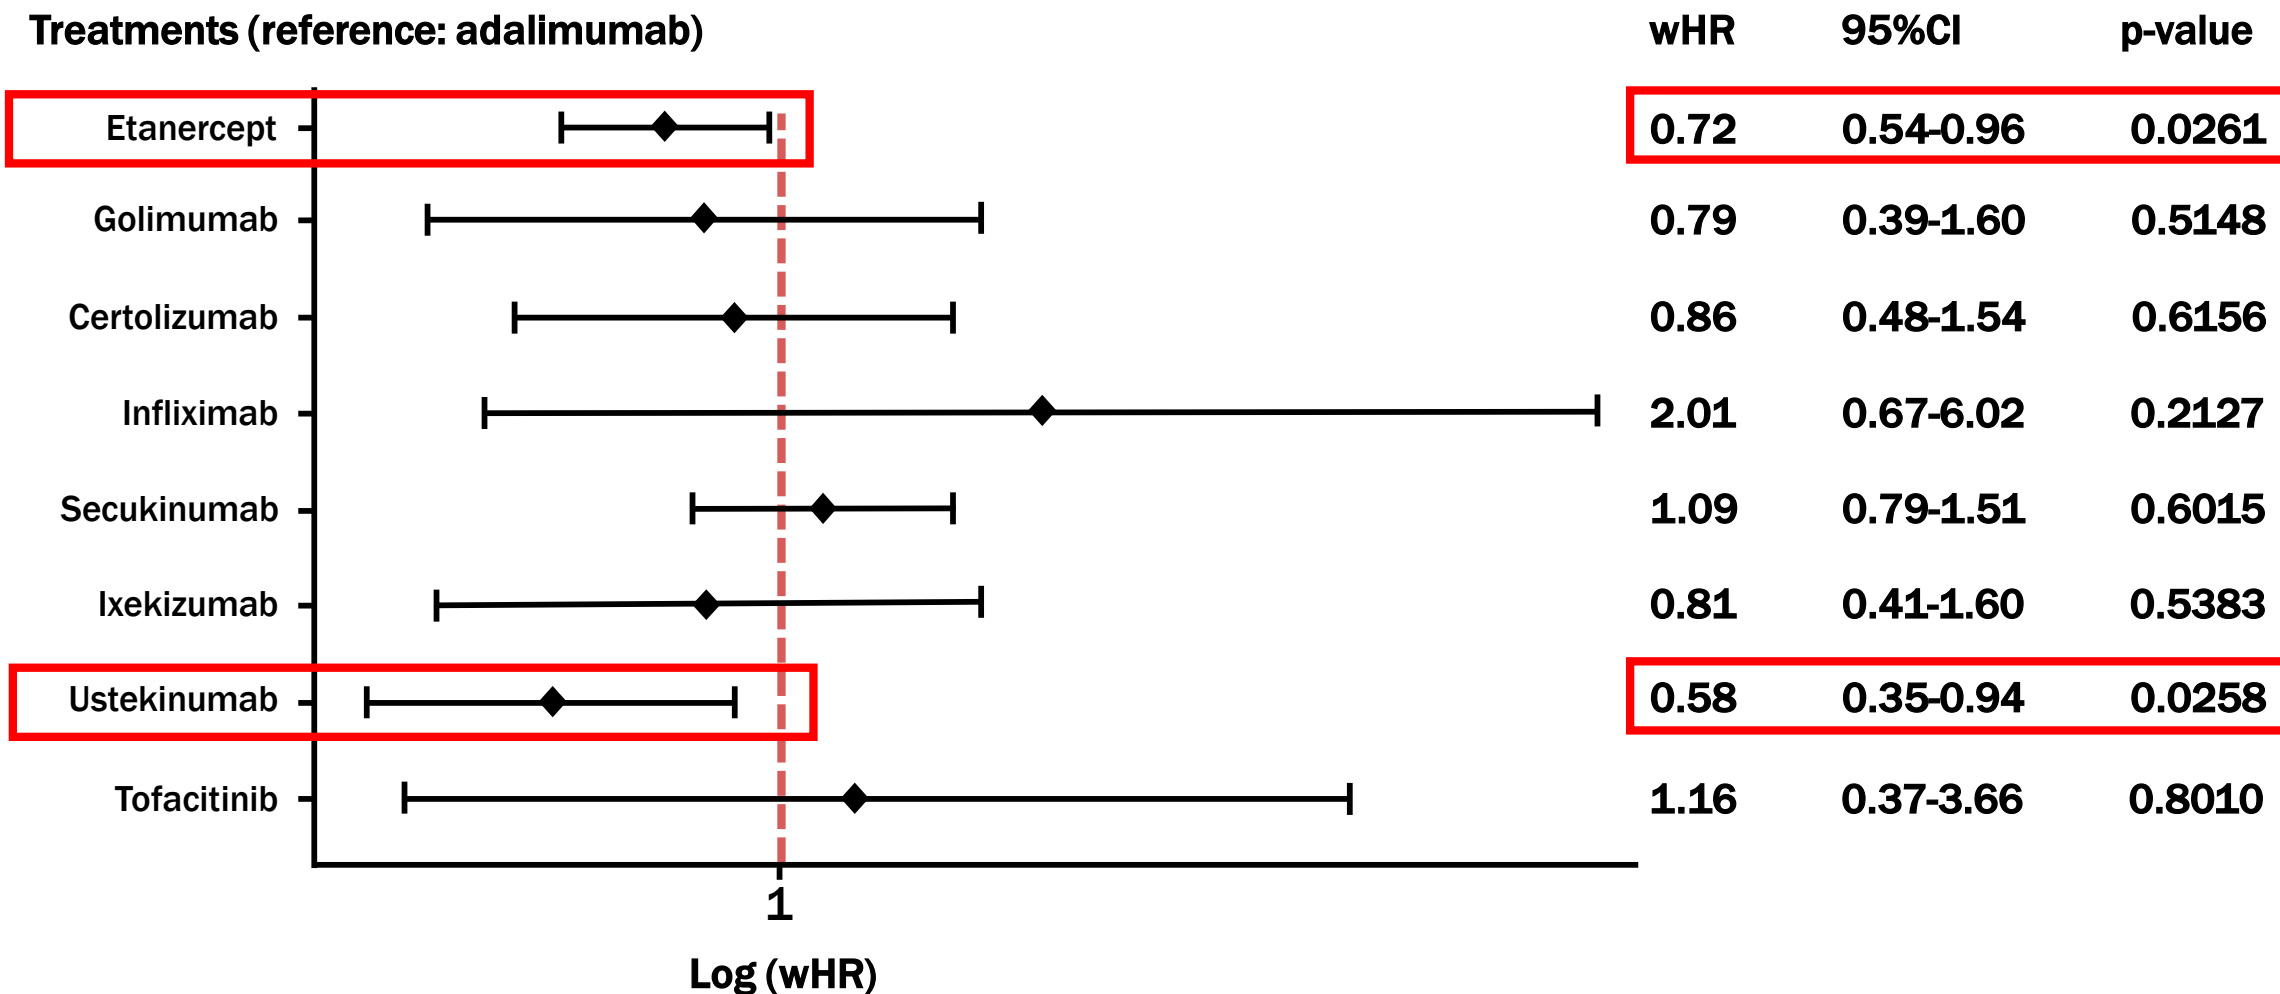 Treatments (reference: adalimumab) wHR 95%CI p-value
Etanercept 0.72 0.54-0.96 0.0261
Golimumab 0.79 0.39-1.60 0.5148
Certolizumab 0.86 0.48-1.54 0.6156
Infliximab 2.01 0.67-6.02 0.2127
Secukinumab 1.09 0.79-1.51 0.6015
Ixekizumab 0.81 0.41-1.60 0.5383
Ustekinumab 0.58 0.35-0.94 0.0258
Tofacitinib 1.16 0.37-3.66 0.8010
1
Log (wHR)